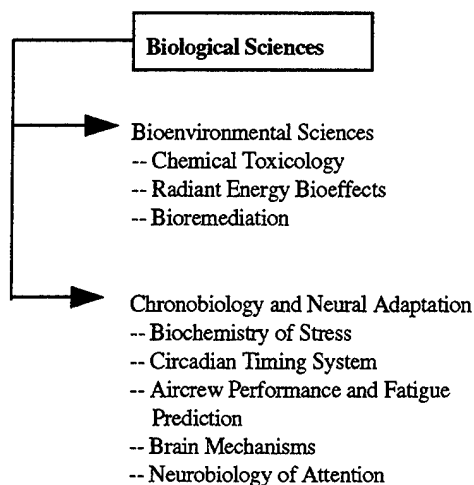 Biological Sciences
Bioenvironmental Sciences
-- Chemical Toxicology
-- Radiant Energy Bioeffects
-- Bioremediation
Chronobiology and Neural Adaptation
-- Biochemistry of Stress
-- Circadian Timing System
-- Aircrew Performance and Fatigue
Prediction
-- Brain Mechanisms
-- Neurobiology of Attention